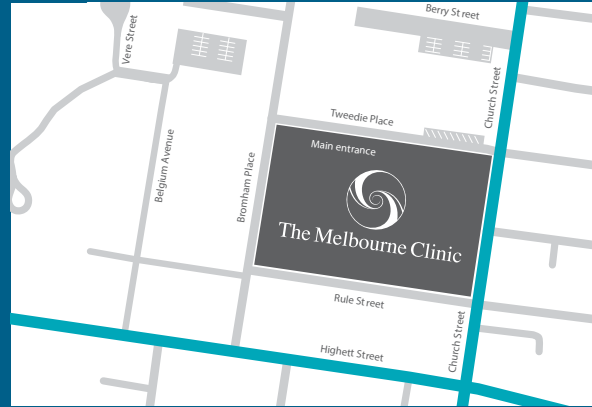 Berry Street
Vere Street
Church Street
Tweedie Place
Main entrance
Belgium Avenue
Bromham Place
The Melbourne Clinic
Rule Street
Church Street
Highett Street